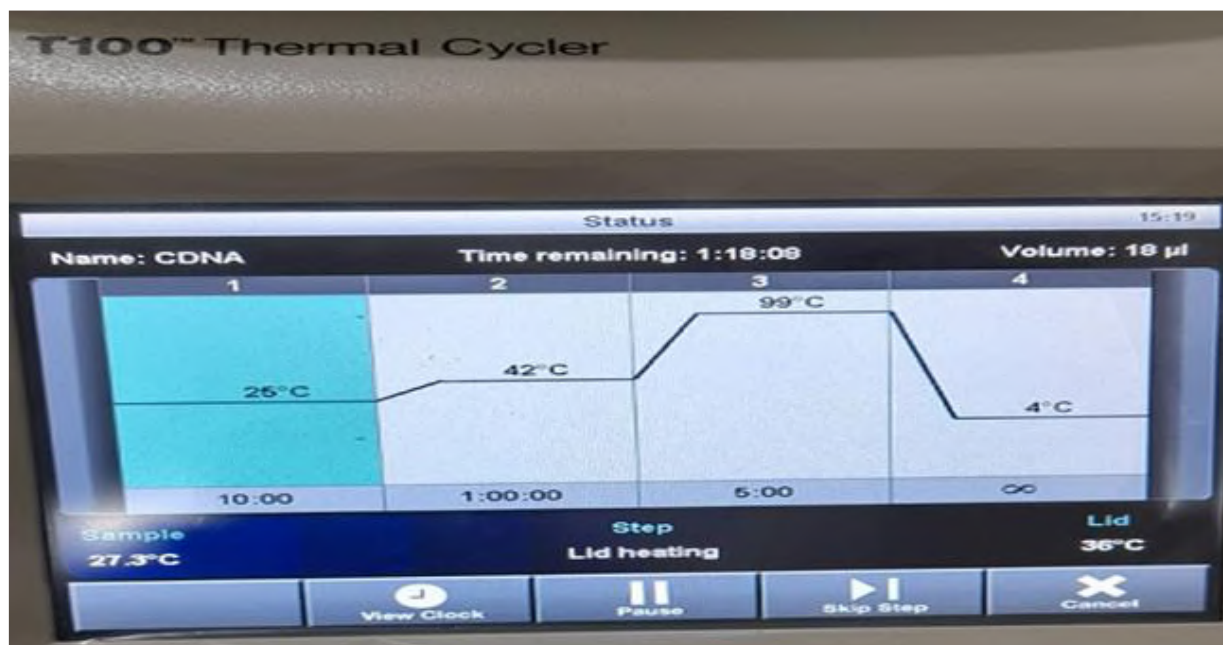 T100™ Thermal Cycler
Status 15:19
Name: CDNA Time remaining: 1:18:08 Volume: 18 µl
1 2 3 4
99°C
42°C
25°C
4°C
10:00 1:00:00 5:00 ∞
Sample Step Lid
27.3°C Lid heating 36°C
View Clock Pause Skip Step Cancel